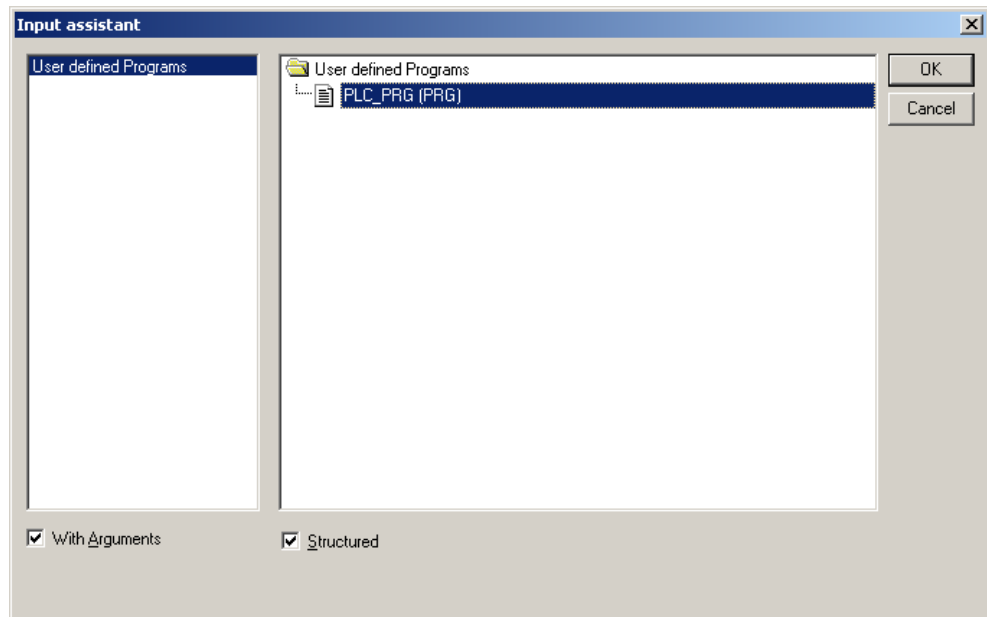 Input assistant
User defined Programs
User defined Programs
PLC_PRG (PRG)
OK
Cancel
With Arguments
Structured